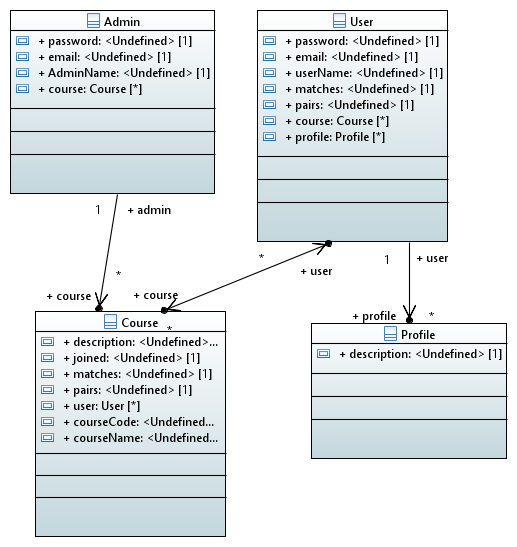 Admin
+ password: <Undefined> [1]
+ email: <Undefined> [1]
+ AdminName: <Undefined> [1]
+ course: Course [*]
User
+ password: <Undefined> [1]
+ email: <Undefined> [1]
+ userName: <Undefined> [1]
+ matches: <Undefined> [1]
+ pairs: <Undefined> [1]
+ course: Course [*]
+ profile: Profile [*]
1
+ admin
*
+ course
*
+ user
+ course
*
1
+ user
+ profile
*
Course
+ description: <Undefined>...
+ joined: <Undefined> [1]
+ matches: <Undefined> [1]
+ pairs: <Undefined> [1]
+ user: User [*]
+ courseCode: <Undefined...
+ courseName: <Undefined...
Profile
+ description: <Undefined> [1]